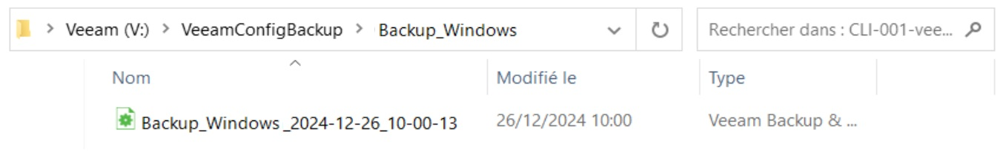 Veeam (V:) > VeeamConfigBackup > Backup_Windows Rechercher dans : CLI-001-vee...
Nom Modifié le Type
Backup_Windows _2024-12-26_10-00-13 26/12/2024 10:00 Veeam Backup & ...